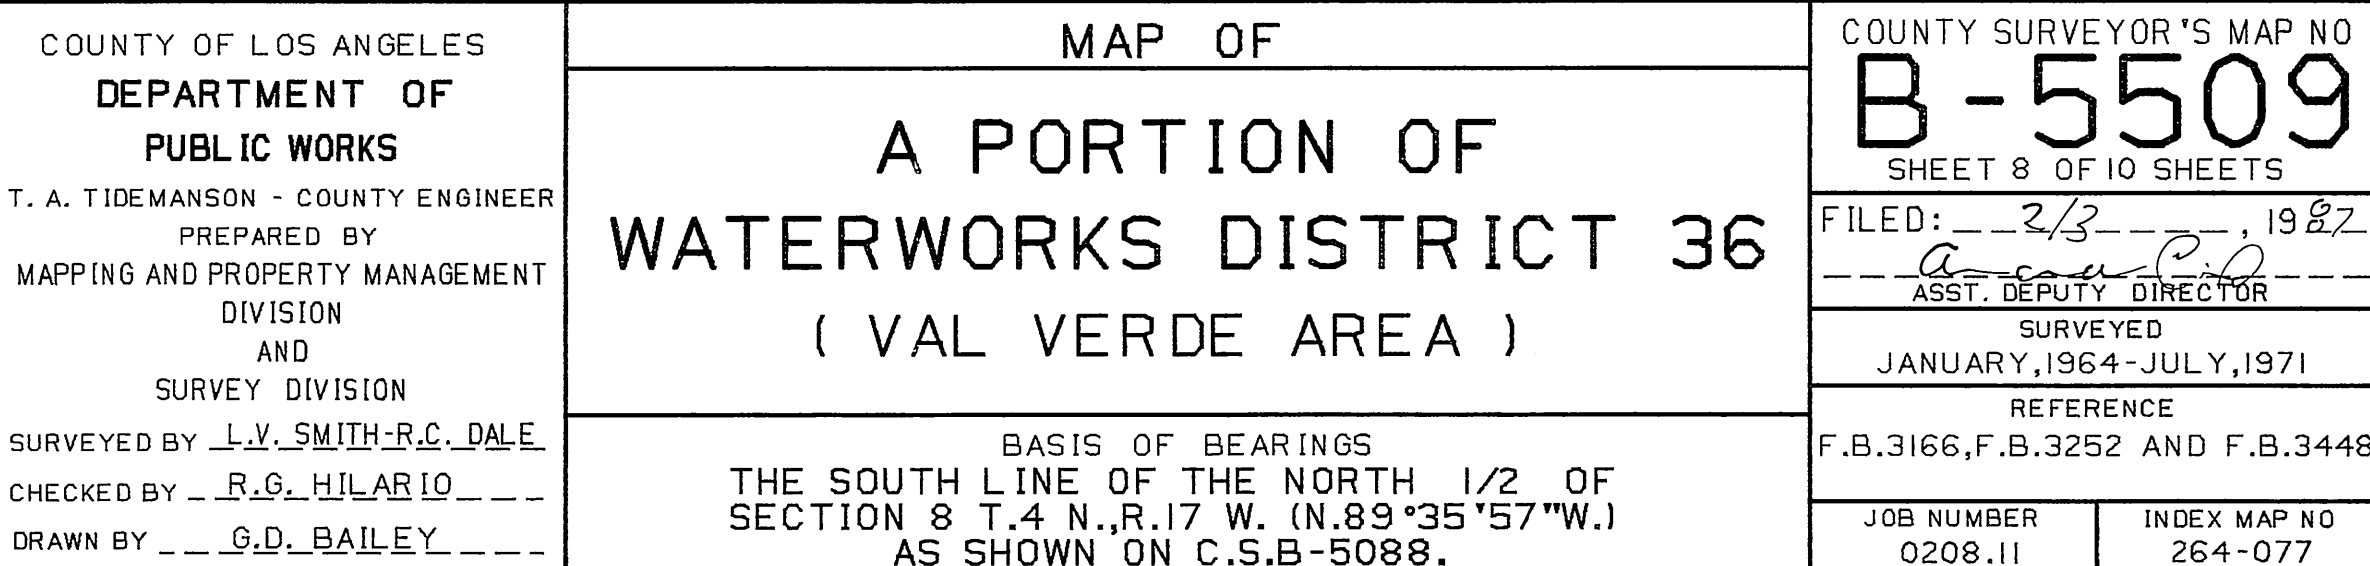 COUNTY OF LOS ANGELES
DEPARTMENT OF
PUBLIC WORKS
T. A. TIDEMANSON - COUNTY ENGINEER
PREPARED BY
MAPPING AND PROPERTY MANAGEMENT
DIVISION
AND
SURVEY DIVISION
SURVEYED BY L.V. SMITH-R.C. DALE
CHECKED BY R.G. HILARIO
DRAWN BY G.D. BAILEY
MAP OF
A PORTION OF
WATERWORKS DISTRICT 36
( VAL VERDE AREA )
BASIS OF BEARINGS
THE SOUTH LINE OF THE NORTH 1/2 OF
SECTION 8 T.4 N.,R.17 W. (N.89°35'57"W.)
AS SHOWN ON C.S.B-5088.
COUNTY SURVEYOR'S MAP NO
B-5509
SHEET 8 OF 10 SHEETS
FILED: 2/3, 1987
ASST. DEPUTY DIRECTOR
SURVEYED
JANUARY,1964-JULY,1971
REFERENCE
F.B.3166,F.B.3252 AND F.B.3448
JOB NUMBER
0208.11
INDEX MAP NO
264-077